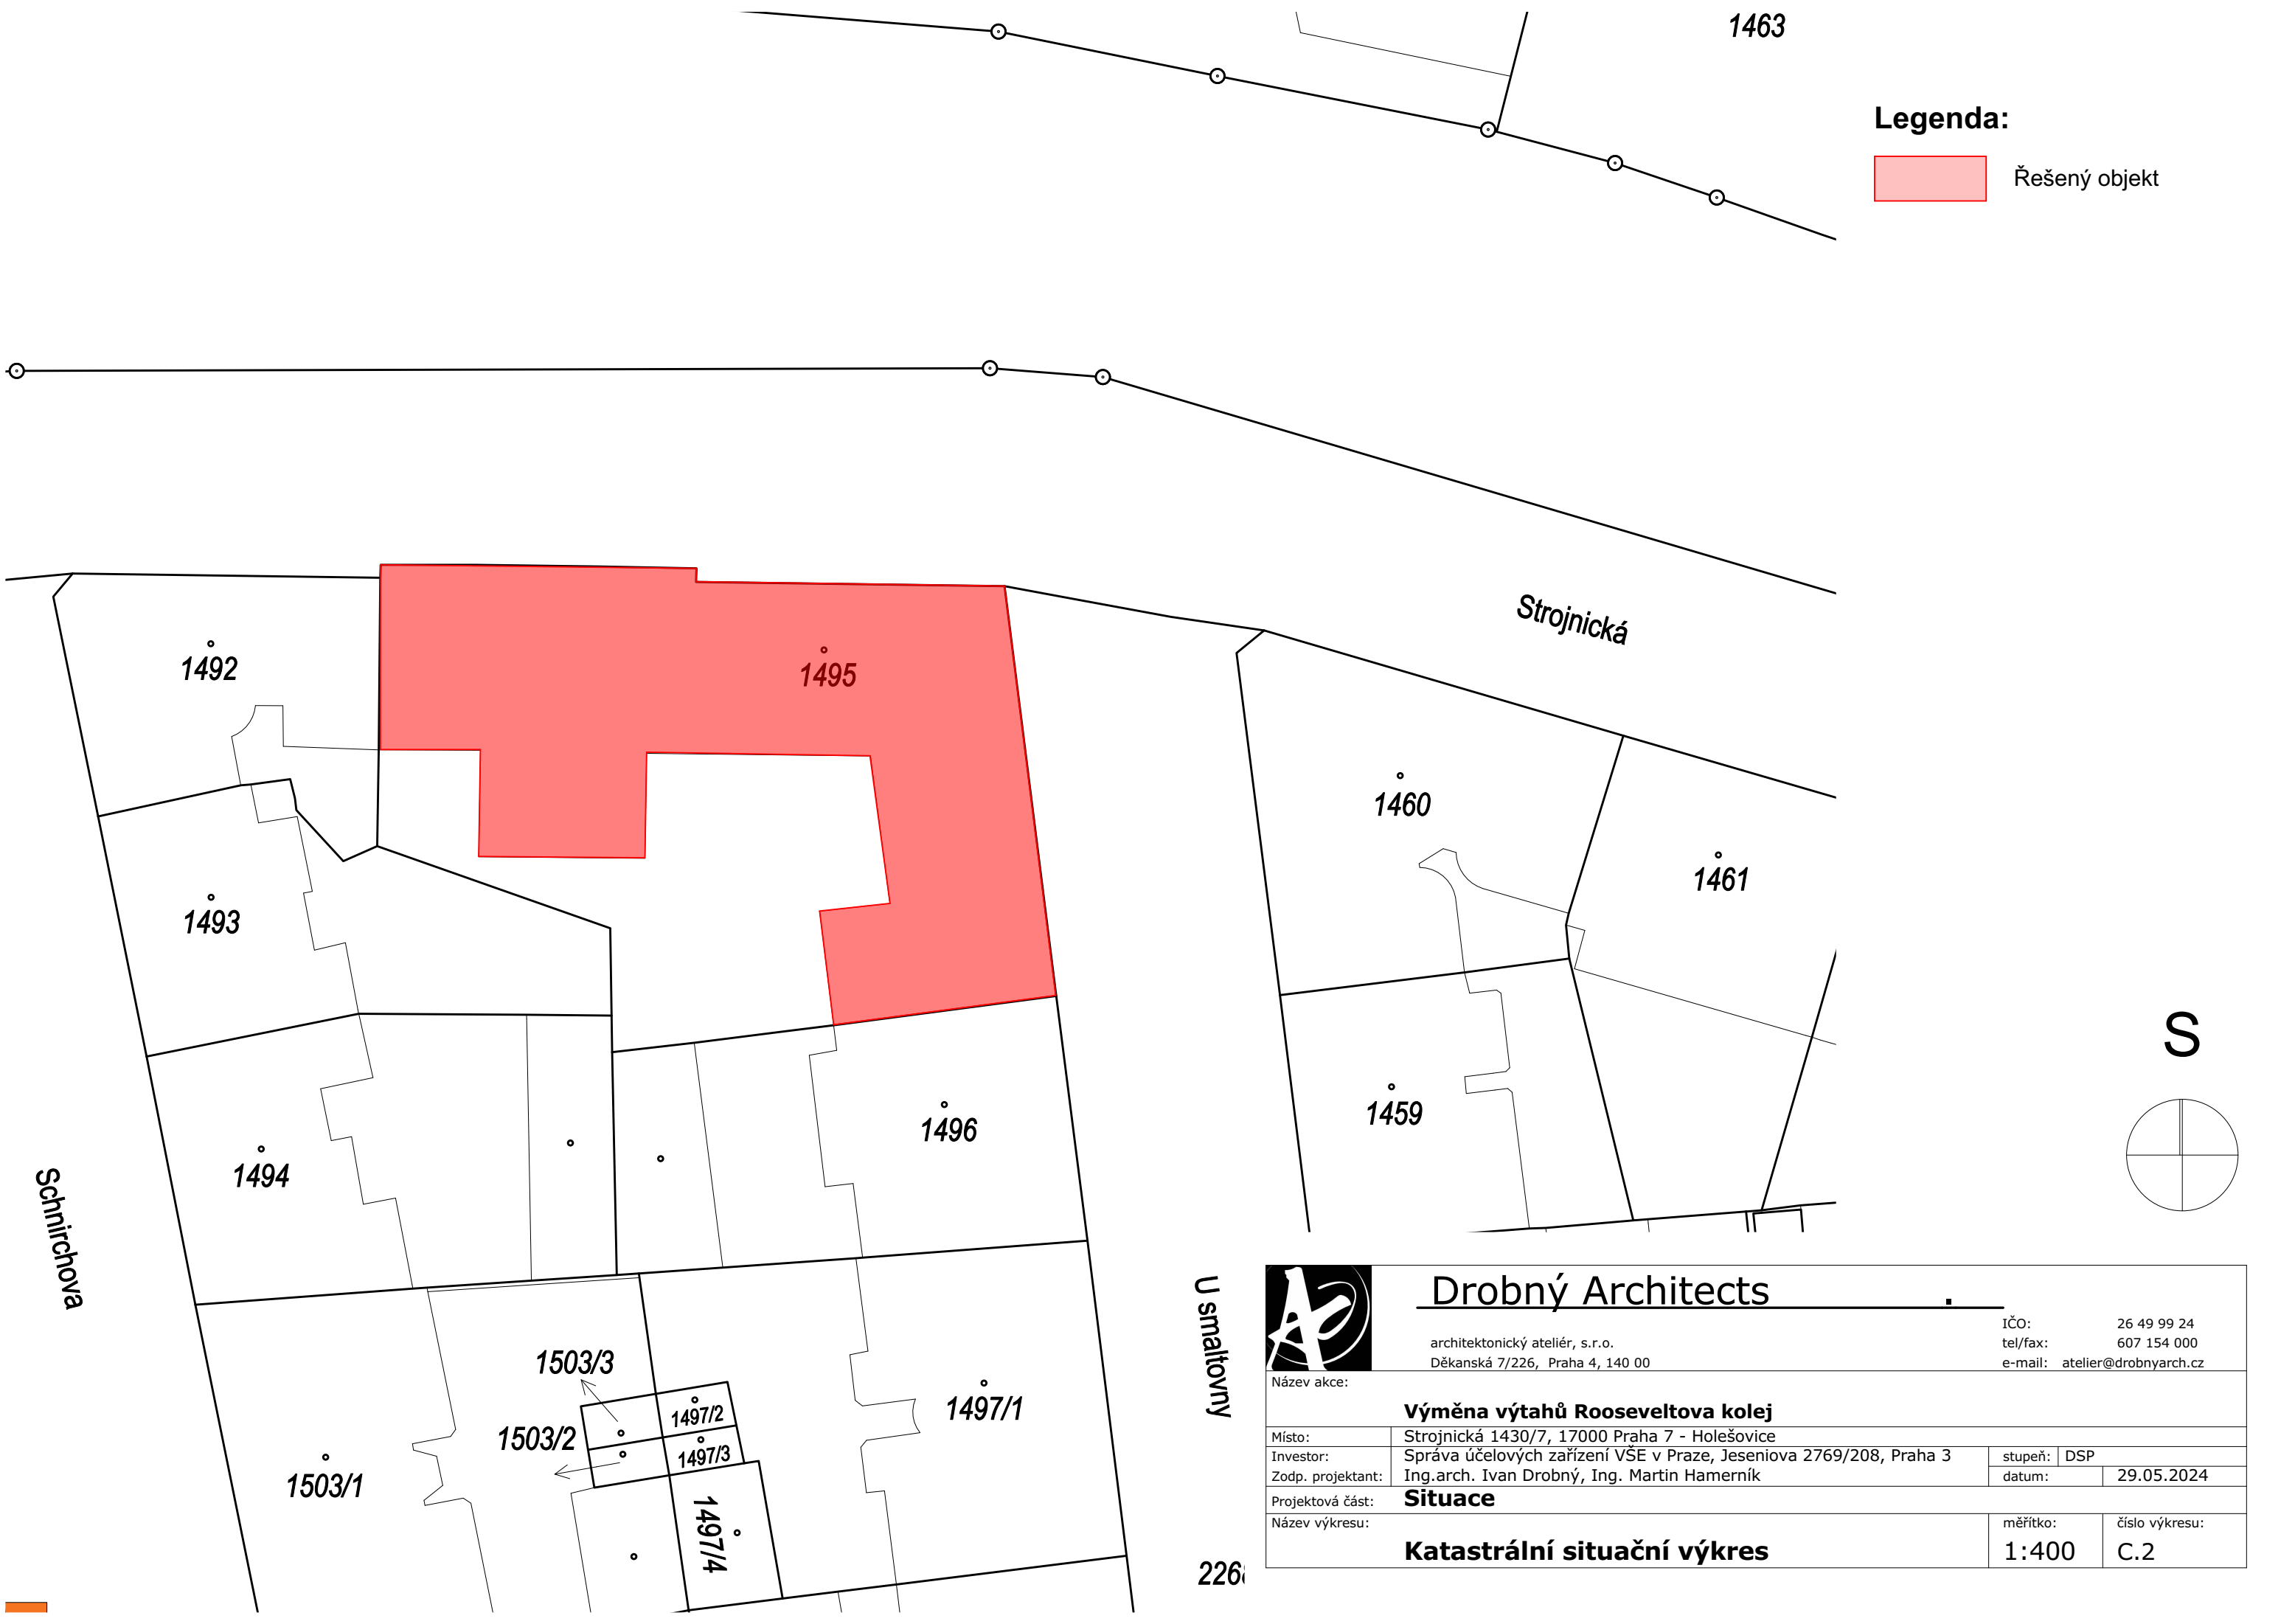 1463
Legenda:
Řešený objekt
Strojnická
1492
1495
1460
1461
1493
1459
1496
1494
S
Schnirchova
U smaltovny
1503/3
1497/2
1503/2
1497/3
1497/1
1503/1
1497/4
Drobný Architects .
architektonický ateliér, s.r.o.
Děkanská 7/226, Praha 4, 140 00
IČO: 26 49 99 24
tel/fax: 607 154 000
e-mail: atelier@drobnyarch.cz
Název akce:
Výměna výtahů Rooseveltova kolej
Místo: Strojnická 1430/7, 17000 Praha 7 - Holešovice
Investor: Správa účelových zařízení VŠE v Praze, Jeseniova 2769/208, Praha 3
stupeň: DSP
Zodp. projektant: Ing.arch. Ivan Drobný, Ing. Martin Hamerník
datum: 29.05.2024
Projektová část: Situace
Název výkresu:
Katastrální situační výkres
měřítko:
1:400
číslo výkresu:
C.2